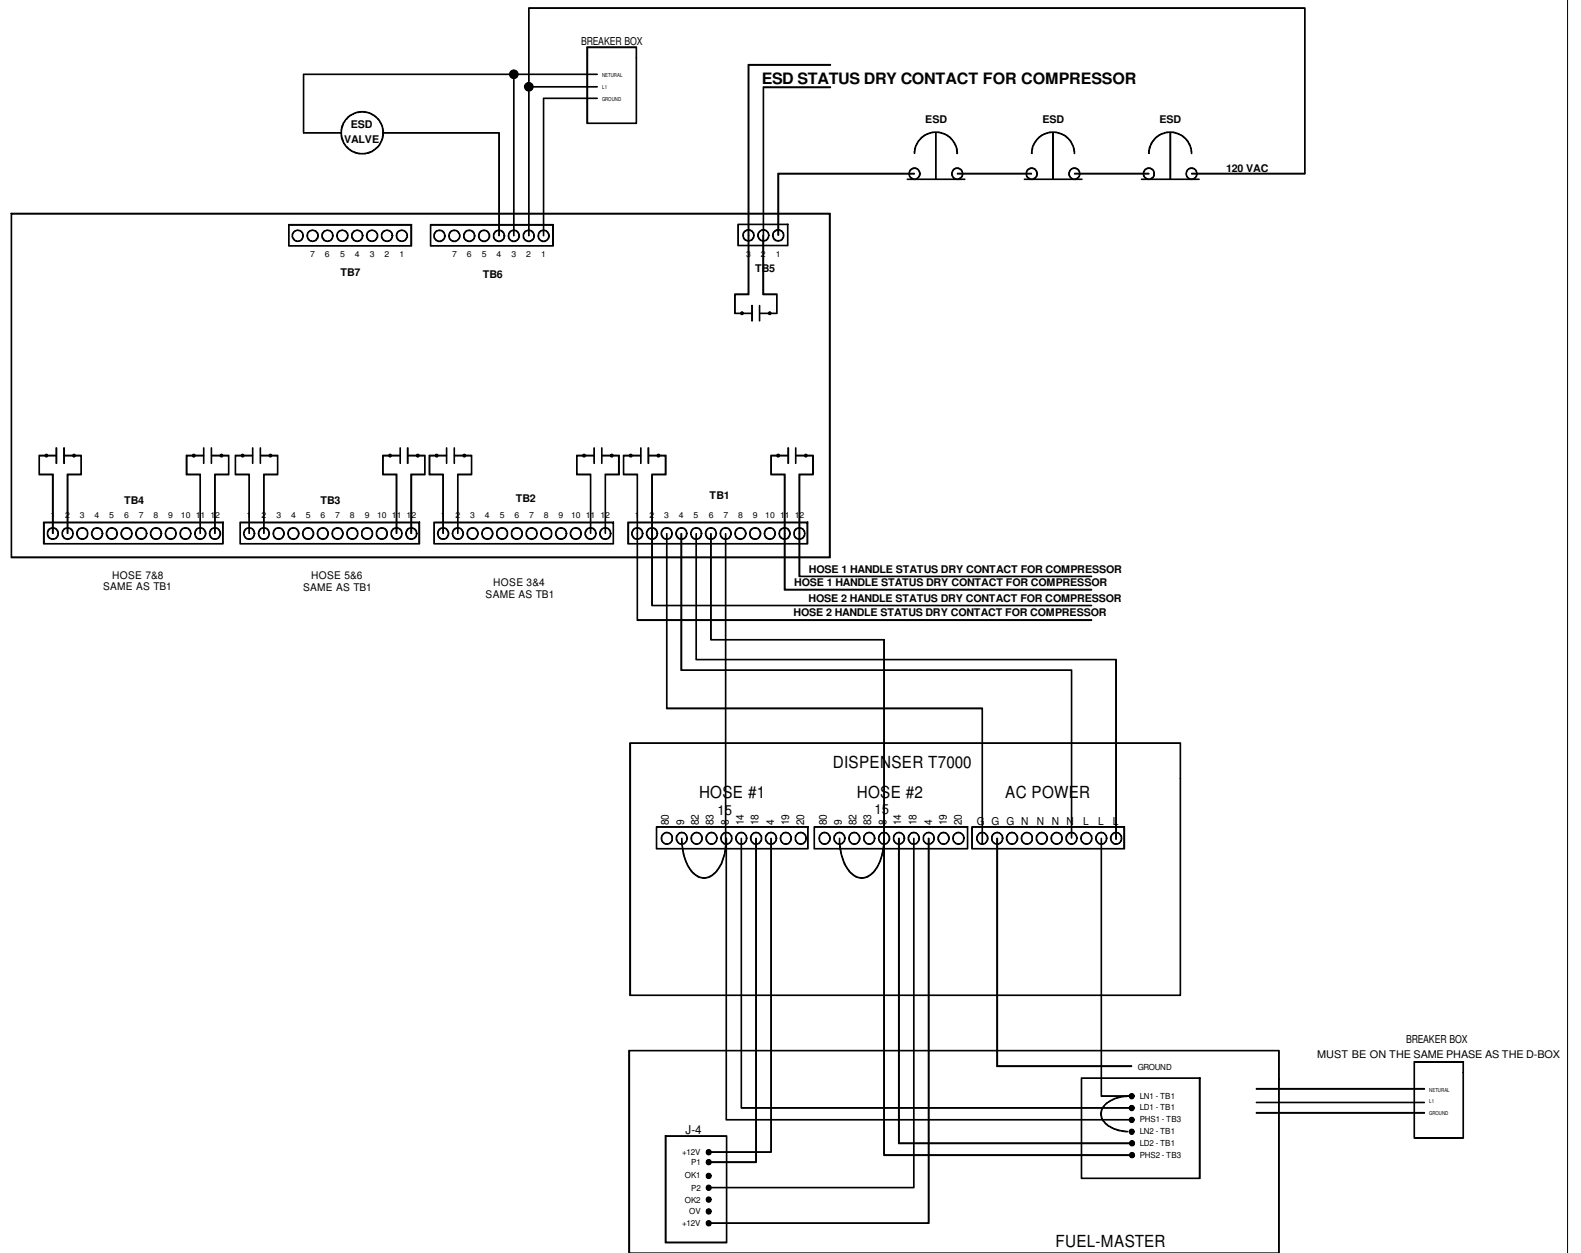 BREAKER BOX
NETURAL
L1
GROUND
ESD STATUS DRY CONTACT FOR COMPRESSOR
ESD
VALVE
ESD ESD ESD
120 VAC
7 6 5 4 3 2 1
TB7
7 6 5 4 3 2 1
TB6
3 2 1
TB5
TB4
1 2 3 4 5 6 7 8 9 10 11 12
HOSE 7&8
SAME AS TB1
TB3
1 2 3 4 5 6 7 8 9 10 11 12
HOSE 5&6
SAME AS TB1
TB2
1 2 3 4 5 6 7 8 9 10 11 12
HOSE 3&4
SAME AS TB1
TB1
1 2 3 4 5 6 7 8 9 10 11 12
HOSE 1 HANDLE STATUS DRY CONTACT FOR COMPRESSOR
HOSE 1 HANDLE STATUS DRY CONTACT FOR COMPRESSOR
HOSE 2 HANDLE STATUS DRY CONTACT FOR COMPRESSOR
HOSE 2 HANDLE STATUS DRY CONTACT FOR COMPRESSOR
DISPENSER T7000
HOSE #1
15
80 9 82 83 8 14 18 4 19 20
HOSE #2
15
80 9 82 83 8 14 18 4 19 20
AC POWER
G G G N N N N L L L
BREAKER BOX
MUST BE ON THE SAME PHASE AS THE D-BOX
NETURAL
L1
GROUND
GROUND
LN1 - TB1
LD1 - TB1
PHS1 - TB3
LN2 - TB1
LD2 - TB1
PHS2 - TB3
J-4
+12V
P1
OK1
P2
OK2
OV
+12V
FUEL-MASTER